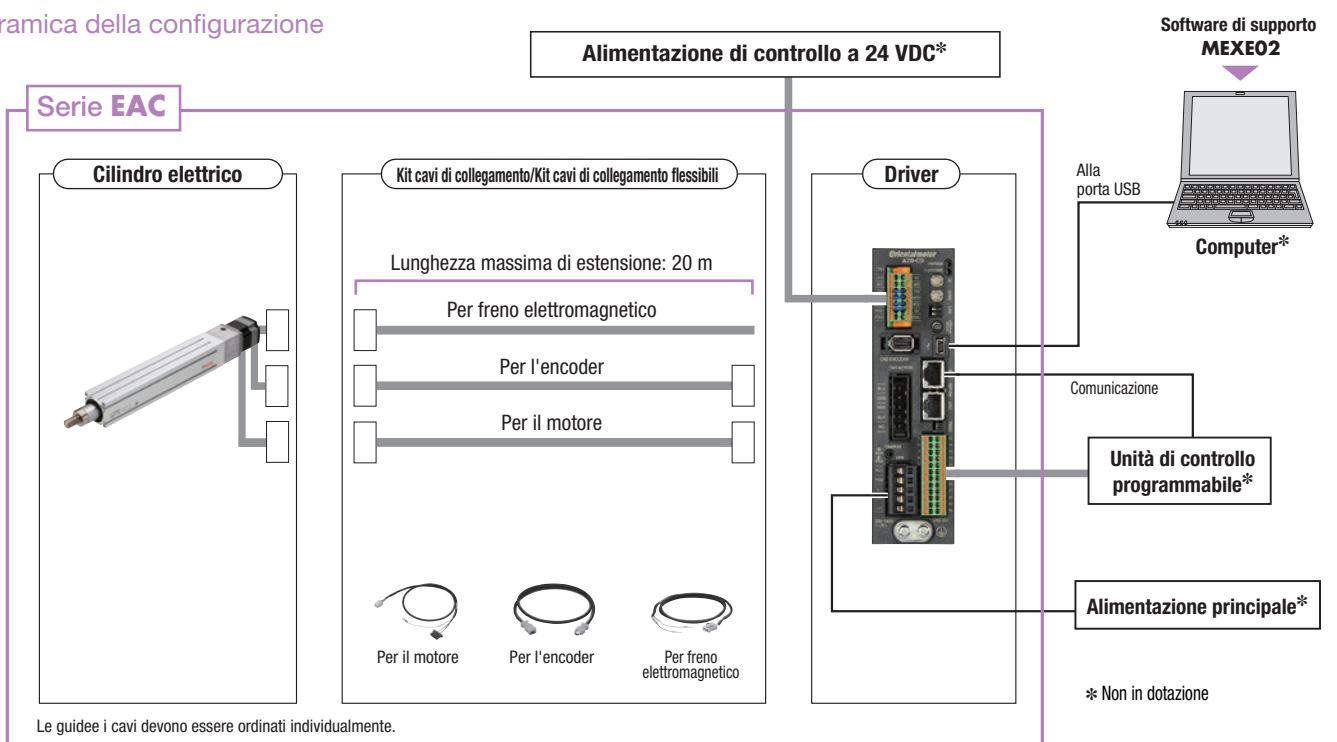 ramica della configurazione
Software di supporto
MEXE02
Alimentazione di controllo a 24 VDC*
Serie EAC
Cilindro elettrico
Kit cavi di collegamento/Kit cavi di collegamento flessibili
Driver
Alla
porta USB
Computer*
Orientalmotor
Lunghezza massima di estensione: 20 m
Per freno elettromagnetico
Per l'encoder
Per il motore
Comunicazione
Unità di controllo
programmabile*
Alimentazione principale*
Per il motore
Per l'encoder
Per freno
elettromagnetico
* Non in dotazione
Le guidee i cavi devono essere ordinati individualmente.